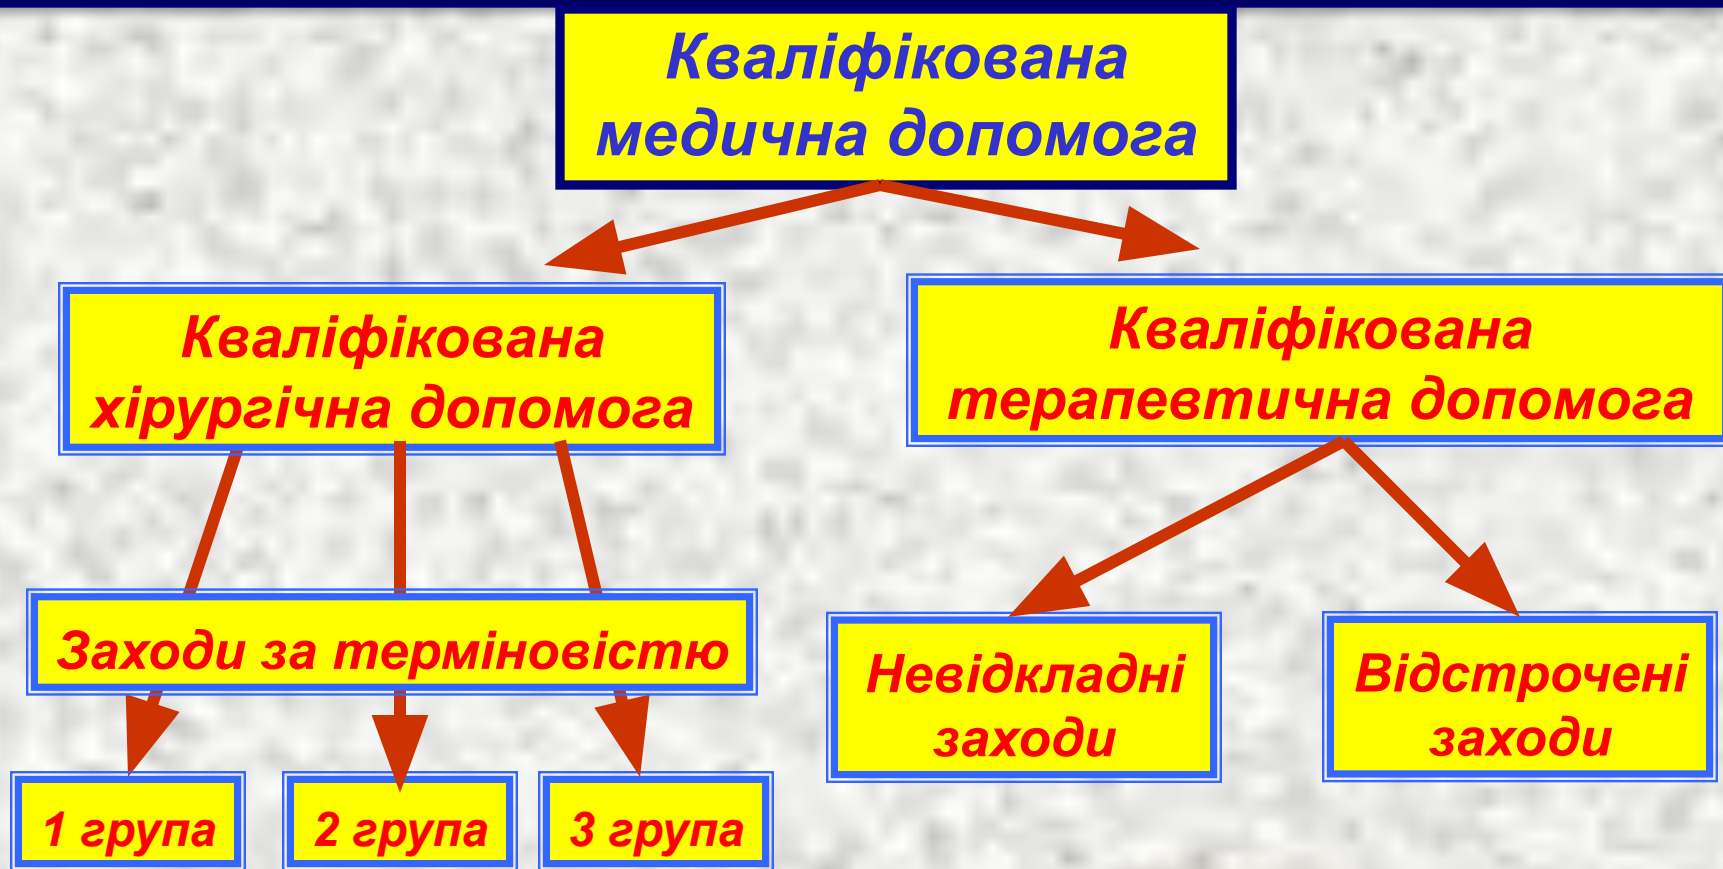 Кваліфікована
медична допомога
Кваліфікована
хірургічна допомога
Кваліфікована
терапевтична допомога
Заходи за терміновістю
Невідкладні
заходи
Відстрочені
заходи
1 група
2 група
3 група